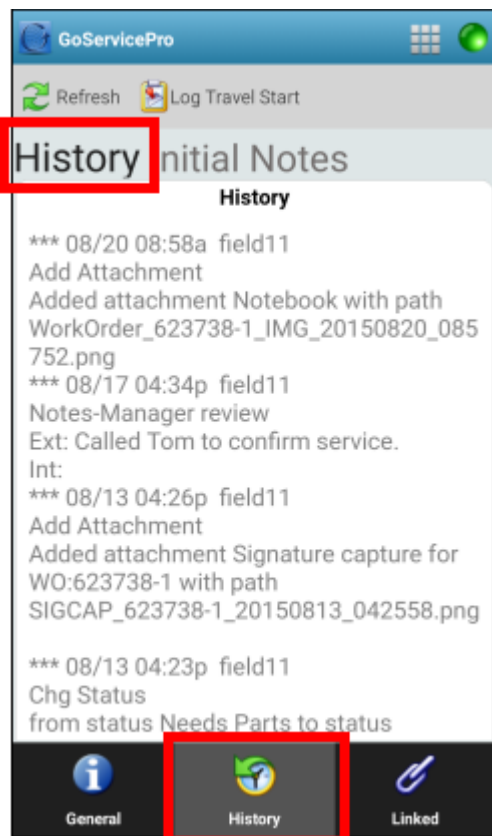 GoServicePro
Refresh Log Travel Start
History nitial Notes
History
*** 08/20 08:58a field11
Add Attachment
Added attachment Notebook with path
WorkOrder_623738-1_IMG_20150820_085
752.png
*** 08/17 04:34p field11
Notes-Manager review
Ext: Called Tom to confirm service.
Int:
*** 08/13 04:26p field11
Add Attachment
Added attachment Signature capture for
WO:623738-1 with path
SIGCAP_623738-1_20150813_042558.png
*** 08/13 04:23p field11
Chg Status
from status Needs Parts to status
General History Linked